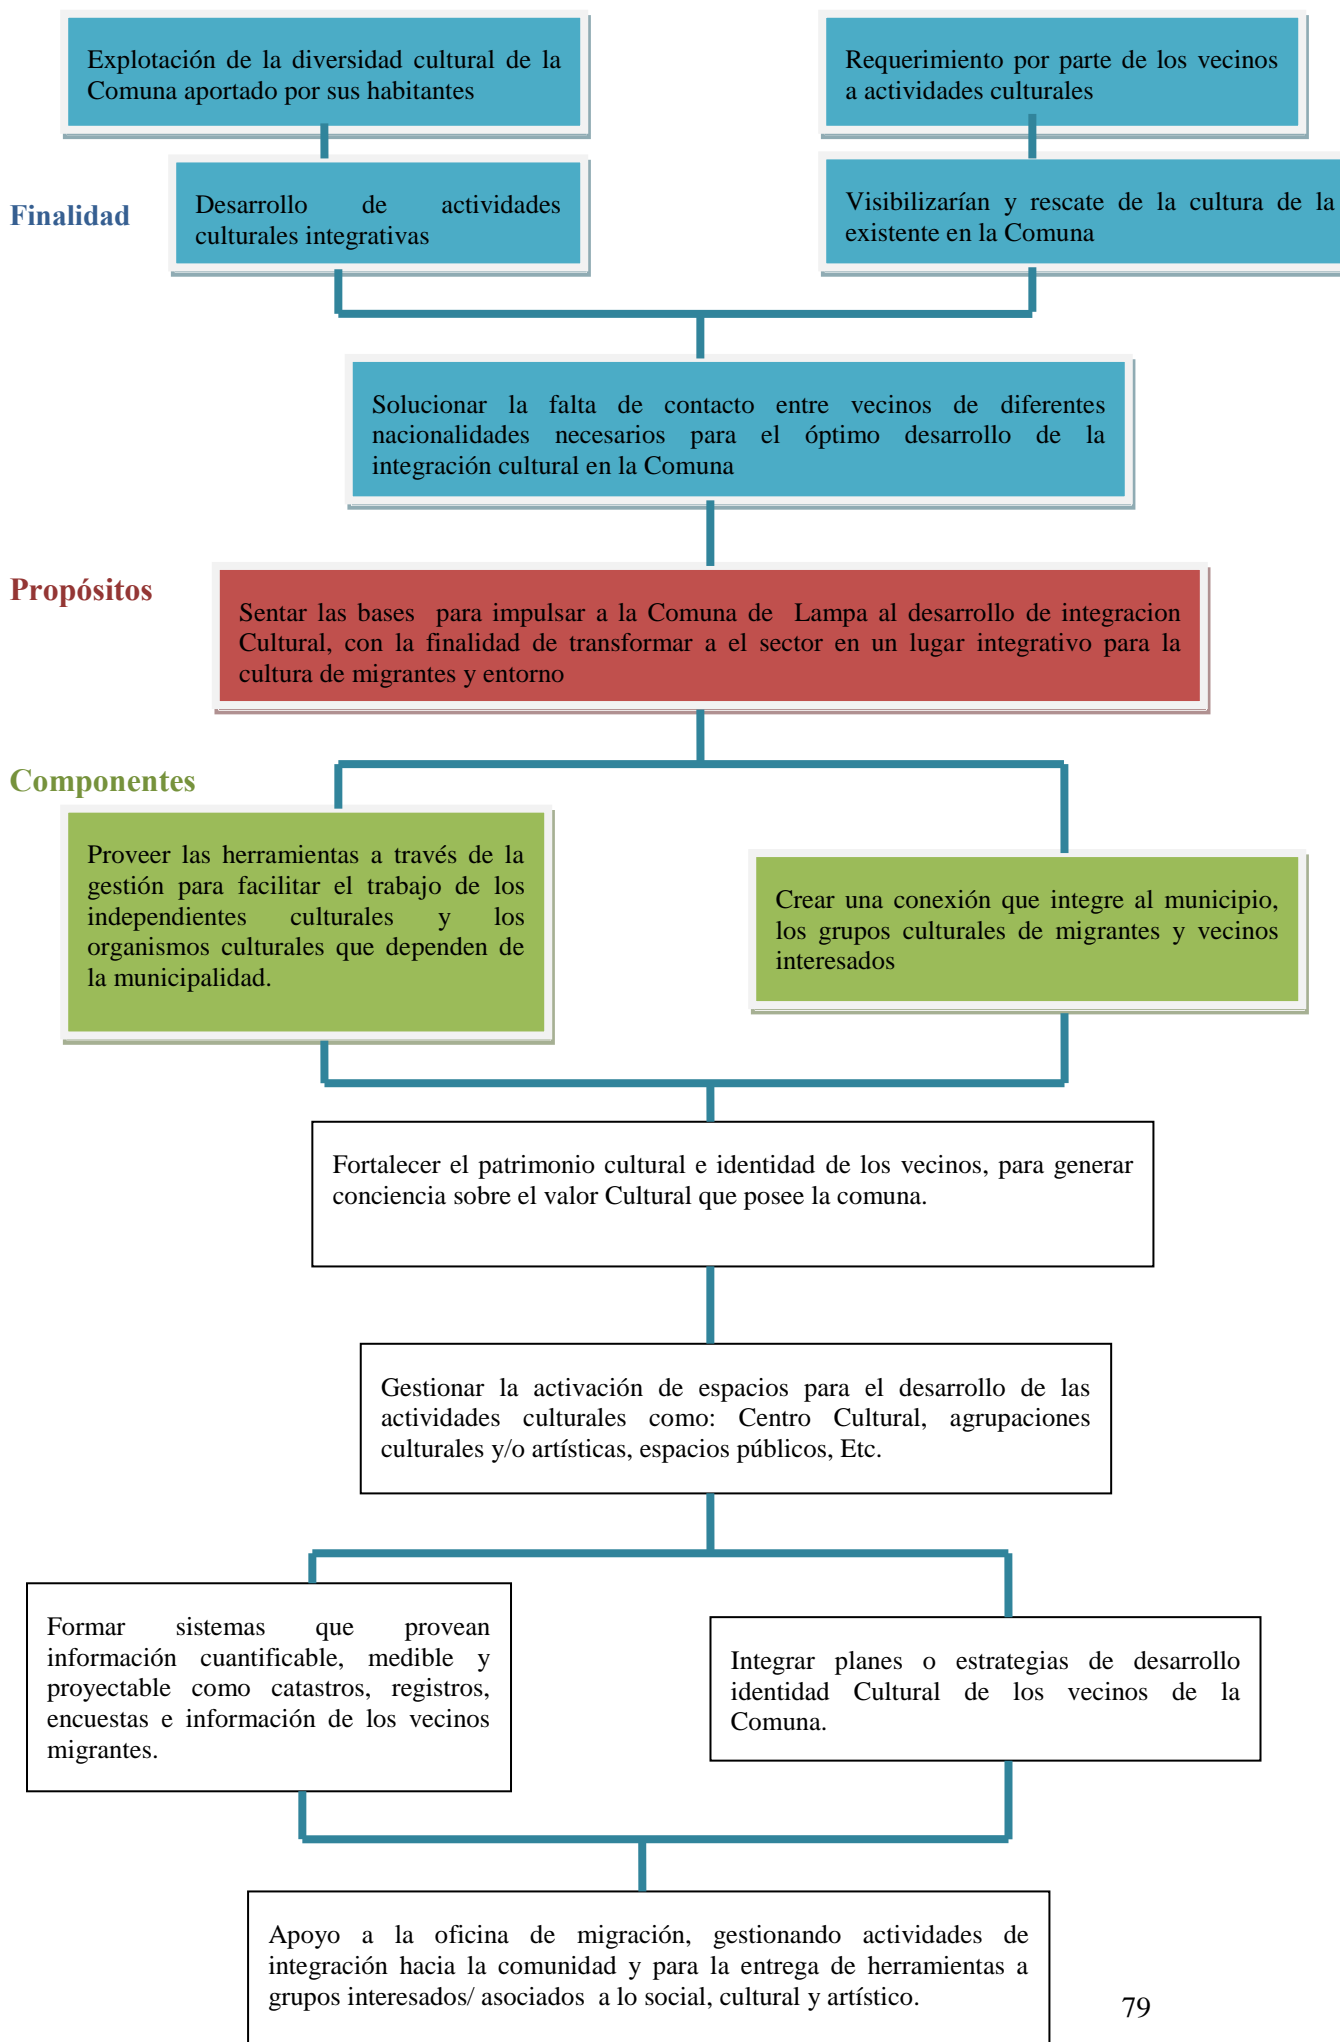 Explotación de la diversidad cultural de la
Comuna aportado por sus habitantes
Requerimiento por parte de los vecinos
a actividades culturales
Finalidad
Desarrollo de actividades
culturales integrativas
Visibilizarían y rescate de la cultura de la
existente en la Comuna
Solucionar la falta de contacto entre vecinos de diferentes
nacionalidades necesarios para el óptimo desarrollo de la
integración cultural en la Comuna
Propósitos
Sentar las bases para impulsar a la Comuna de Lampa al desarrollo de integracion
Cultural, con la finalidad de transformar a el sector en un lugar integrativo para la
cultura de migrantes y entorno
Componentes
Proveer las herramientas a través de la
gestión para facilitar el trabajo de los
independientes culturales y los
organismos culturales que dependen de
la municipalidad.
Crear una conexión que integre al municipio,
los grupos culturales de migrantes y vecinos
interesados
Fortalecer el patrimonio cultural e identidad de los vecinos, para generar
conciencia sobre el valor Cultural que posee la comuna.
Gestionar la activación de espacios para el desarrollo de las
actividades culturales como: Centro Cultural, agrupaciones
culturales y/o artísticas, espacios públicos, Etc.
Formar sistemas que provean
información cuantificable, medible y
proyectable como catastros, registros,
encuestas e información de los vecinos
migrantes.
Integrar planes o estrategias de desarrollo
identidad Cultural de los vecinos de la
Comuna.
Apoyo a la oficina de migración, gestionando actividades de
integración hacia la comunidad y para la entrega de herramientas a
grupos interesados/ asociados a lo social, cultural y artístico.
79